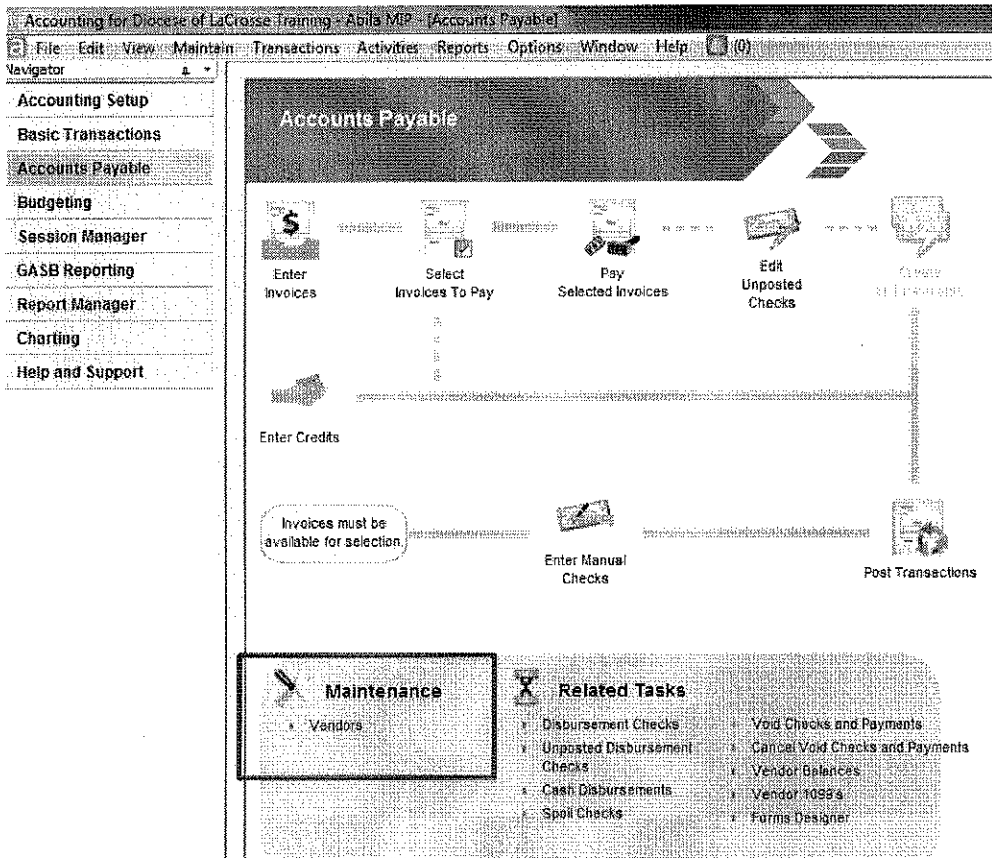 Accounting for Diocese of LaCrosse Training - Abila MIP - [Accounts Payable]
File Edit View Maintain Transactions Activities Reports Options Window Help (0)
Navigator
Accounting Setup
Basic Transactions
Accounts Payable
Budgeting
Session Manager
GASB Reporting
Report Manager
Charting
Help and Support
Accounts Payable
$
Enter
Invoices
Select
Invoices To Pay
Pay
Selected Invoices
Edit
Unposted
Checks
Enter Credits
Invoices must be
available for selection.
Enter Manual
Checks
Post Transactions
Maintenance
Vendors
Related Tasks
Disbursement Checks
Unposted Disbursement
Checks
Cash Disbursements
Spoil Checks
Void Checks and Payments
Cancel Void Checks and Payments
Vendor Balances
Vendor 1099's
Forms Designer